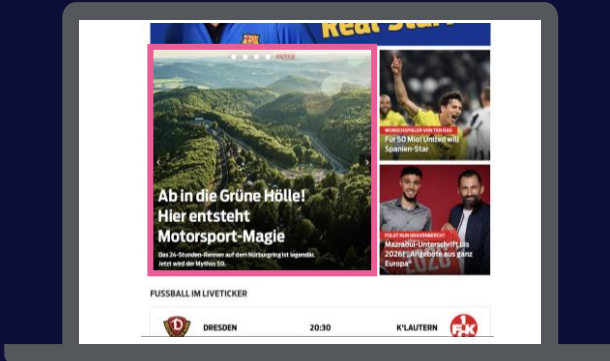 Real Star
ANZEIGE
Ab in die Grüne Hölle!
Hier entsteht
Motorsport-Magie
Das 24-Stunden-Rennen auf dem Nürburgring ist legendär.
Jetzt wird der Mythos 50.
WUNSCHSPIELER VON TEN HAG
Für 50 Mio! United will
Spanien-Star
FOLGT NUN GRAVENBERCH?
Mazraoui-Unterschrift bis
2026! „Angebote aus ganz
Europa“
2026
FUSSBALL IM LIVETICKER
DRESDEN
20:30
K'LAUTERN